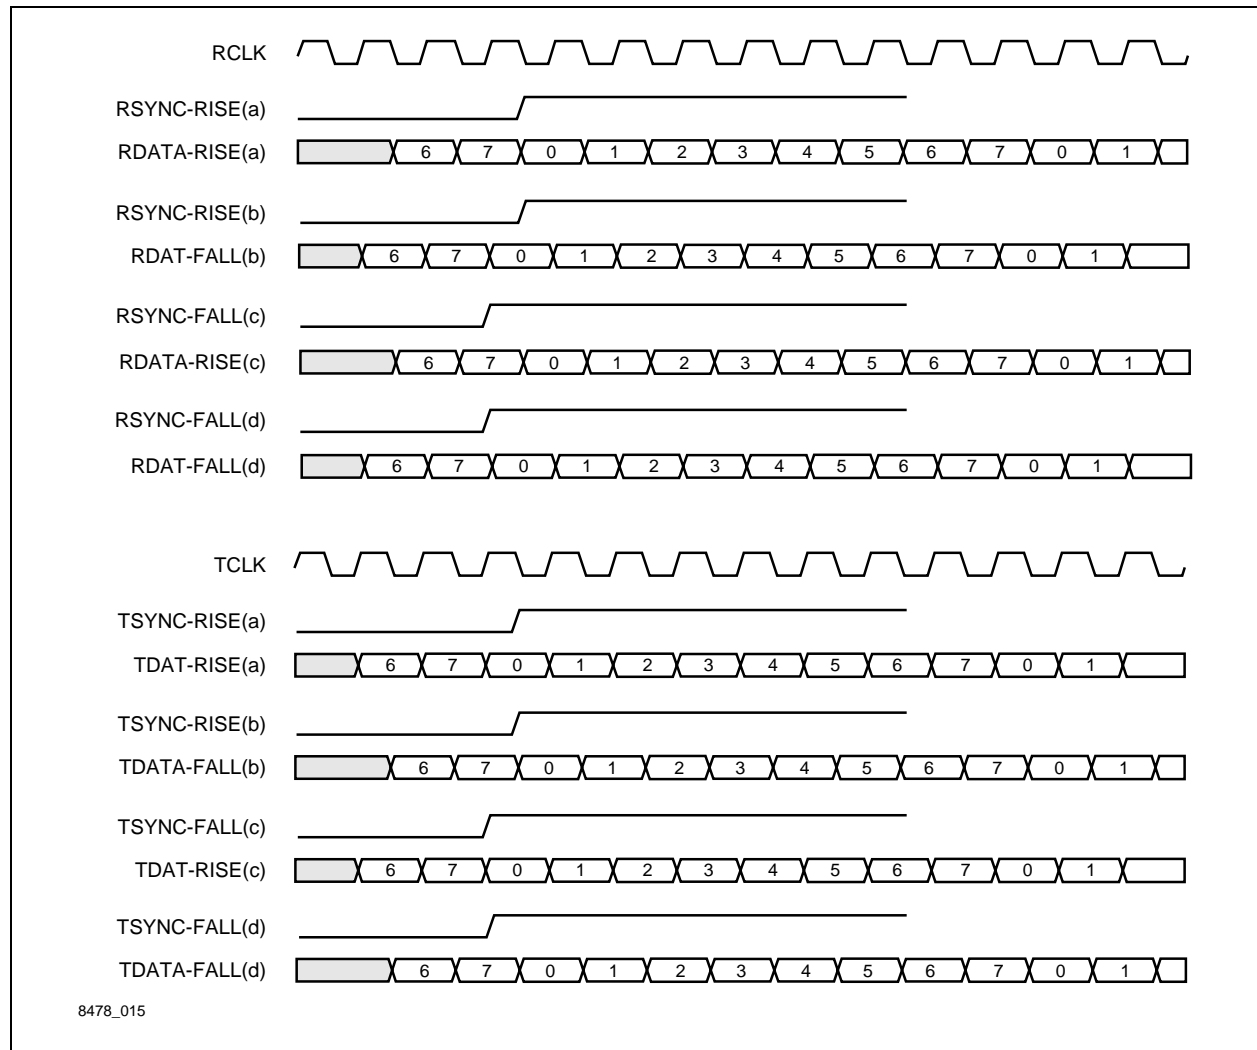 RCLK
RSYNC-RISE(a)
RDATA-RISE(a) 6 7 0 1 2 3 4 5 6 7 0 1
RSYNC-RISE(b)
RDAT-FALL(b) 6 7 0 1 2 3 4 5 6 7 0 1
RSYNC-FALL(c)
RDATA-RISE(c) 6 7 0 1 2 3 4 5 6 7 0 1
RSYNC-FALL(d)
RDAT-FALL(d) 6 7 0 1 2 3 4 5 6 7 0 1
TCLK
TSYNC-RISE(a)
TDAT-RISE(a) 6 7 0 1 2 3 4 5 6 7 0 1
TSYNC-RISE(b)
TDATA-FALL(b) 6 7 0 1 2 3 4 5 6 7 0 1
TSYNC-FALL(c)
TDAT-RISE(c) 6 7 0 1 2 3 4 5 6 7 0 1
TSYNC-FALL(d)
TDATA-FALL(d) 6 7 0 1 2 3 4 5 6 7 0 1
8478_015